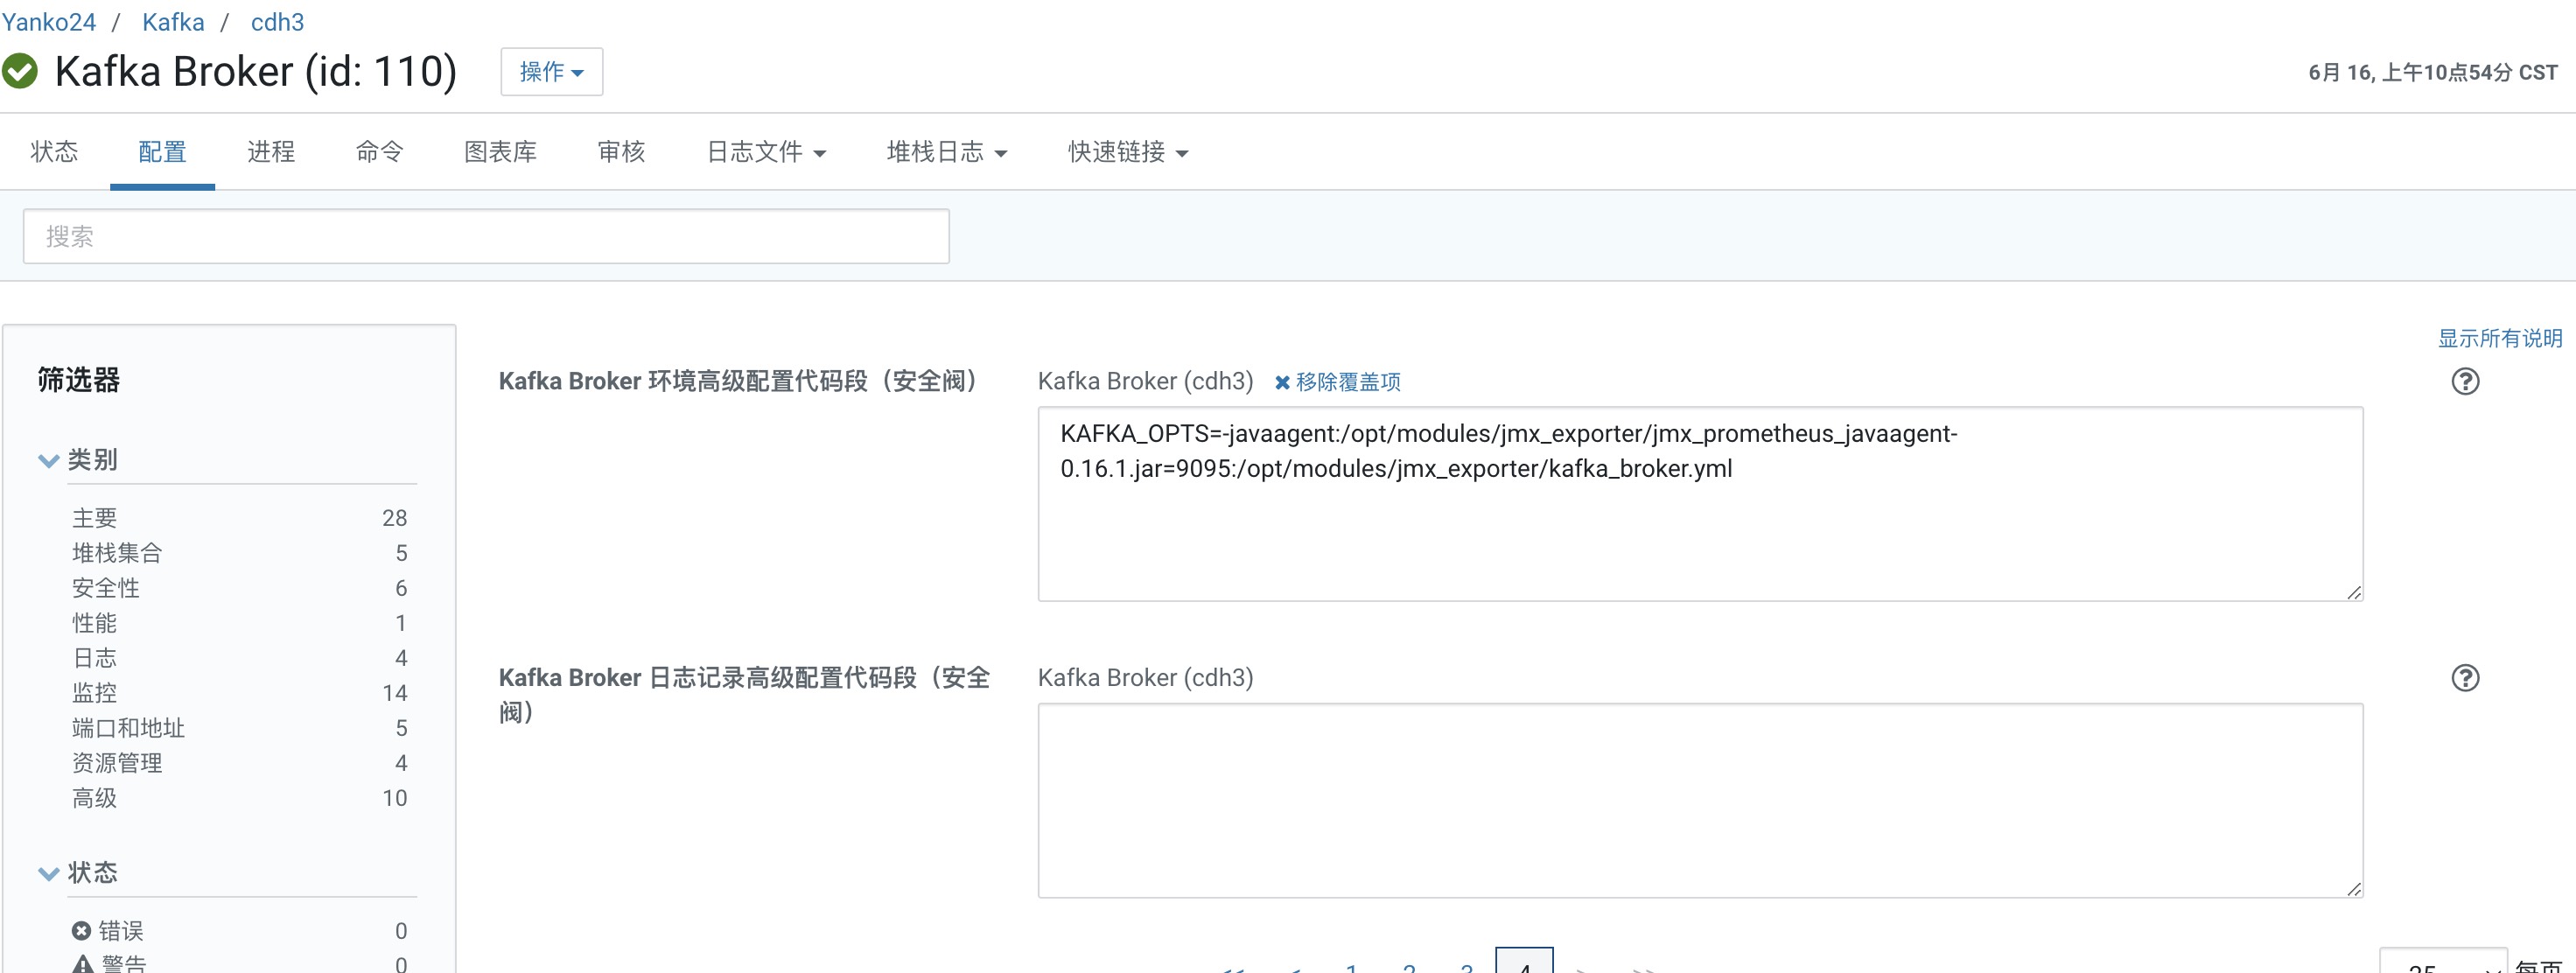 Yanko24 / Kafka / cdh3
Kafka Broker (id: 110) 操作
6月 16, 上午10点54分 CST
状态 配置 进程 命令 图表库 审核 日志文件 堆栈日志 快速链接
搜索
显示所有说明
筛选器
类别
主要 28
堆栈集合 5
安全性 6
性能 1
日志 4
监控 14
端口和地址 5
资源管理 4
高级 10
状态
错误 0
警告 0
Kafka Broker 环境高级配置代码段（安全阀）
Kafka Broker (cdh3) 移除覆盖项
KAFKA_OPTS=-javaagent:/opt/modules/jmx_exporter/jmx_prometheus_javaagent-
0.16.1.jar=9095:/opt/modules/jmx_exporter/kafka_broker.yml
Kafka Broker 日志记录高级配置代码段（安全
阀）
Kafka Broker (cdh3)
<< < 1 2 3 4 > >>
25 每页